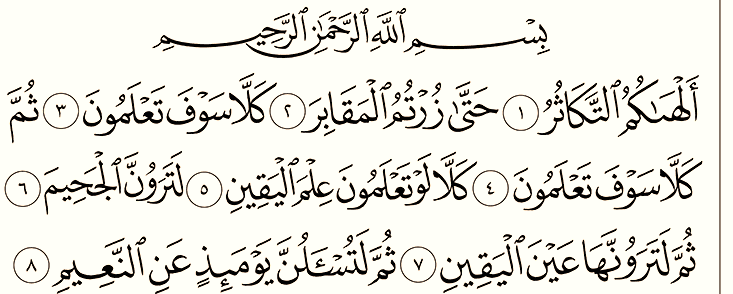 بِسْمِ ٱللَّهِ ٱلرَّحْمَٰنِ ٱلرَّحِيمِ
أَلْهَىٰكُمُ ٱلتَّكَاثُرُ ١ حَتَّىٰ زُرْتُمُ ٱلْمَقَابِرَ ٢ كَلَّا سَوْفَ تَعْلَمُونَ ٣ ثُمَّ
كَلَّا سَوْفَ تَعْلَمُونَ ٤ كَلَّا لَوْ تَعْلَمُونَ عِلْمَ ٱلْيَقِينِ ٥ لَتَرَوُنَّ ٱلْجَحِيمَ ٦
ثُمَّ لَتَرَوُنَّهَا عَيْنَ ٱلْيَقِينِ ٧ ثُمَّ لَتُسْـَٔلُنَّ يَوْمَئِذٍ عَنِ ٱلنَّعِيمِ ٨